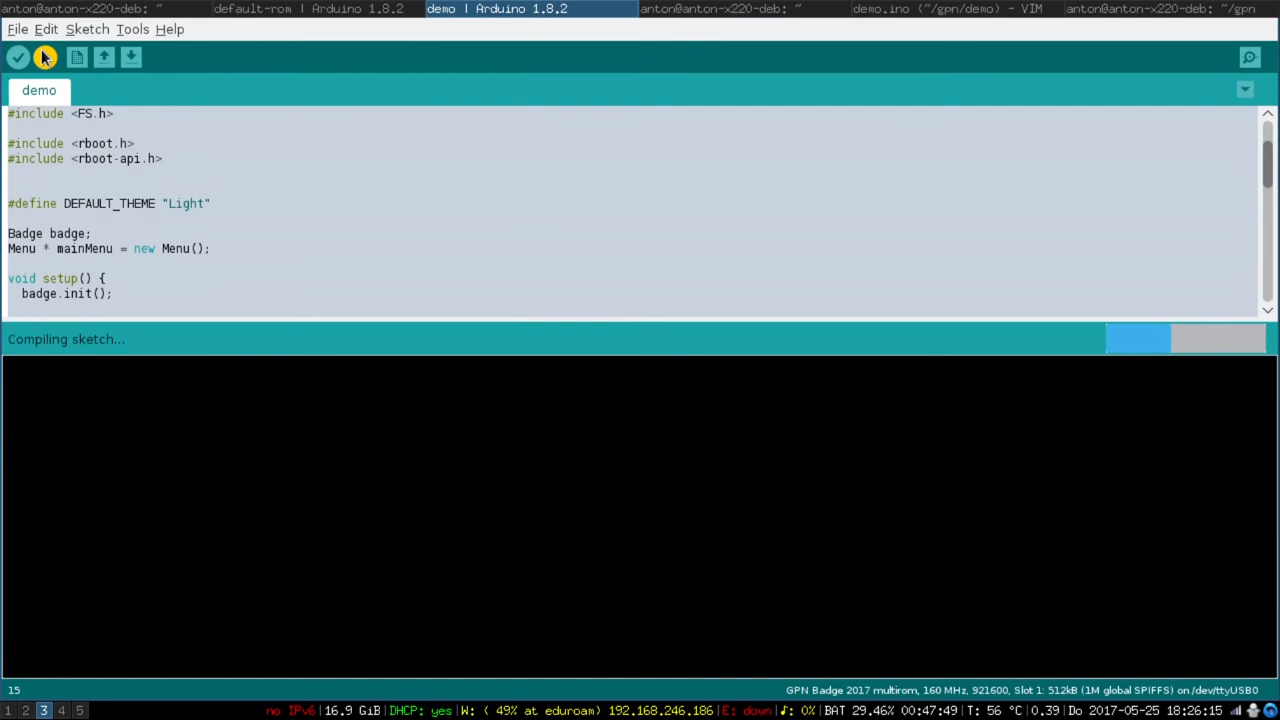 anton@anton-x220-deb: ~ default-rom | Arduino 1.8.2 demo | Arduino 1.8.2 anton@anton-x220-deb: ~ demo.ino (~/gpn/demo) - VIM anton@anton-x220-deb: ~/gpn
File Edit Sketch Tools Help
demo
#include <FS.h>
#include <rboot.h>
#include <rboot-api.h>
#define DEFAULT_THEME "Light"
Badge badge;
Menu * mainMenu = new Menu();
void setup() {
badge.init();
Compiling sketch...
15 GPN Badge 2017 multirom, 160 MHz, 921600, Slot 1: 512kB (1M global SPIFFS) on /dev/ttyUSB0
1 2 3 4 5 no IPv6|16.9 GiB|DHCP: yes|W: ( 49% at eduroam) 192.168.246.186|E: down|♪: 0%|BAT 29.46% 00:47:49|T: 56 °C|0.39|Do 2017-05-25 18:26:15